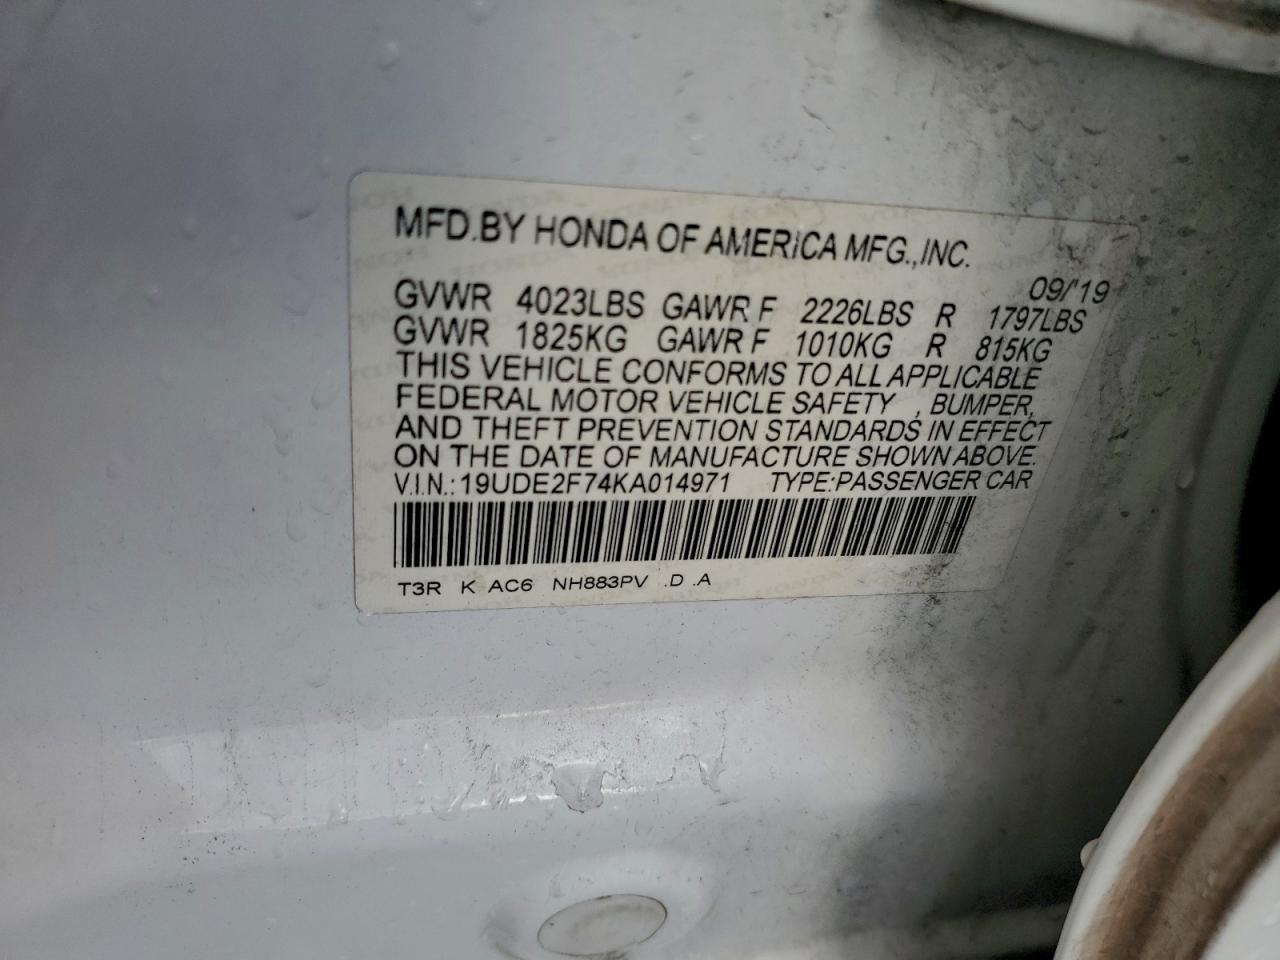 MFD.BY HONDA OF AMERICA MFG.,INC.
09/'19
GVWR 4023LBS GAWR F 2226LBS R 1797LBS
GVWR 1825KG GAWR F 1010KG R 815KG
THIS VEHICLE CONFORMS TO ALL APPLICABLE
FEDERAL MOTOR VEHICLE SAFETY , BUMPER,
AND THEFT PREVENTION STANDARDS IN EFFECT
ON THE DATE OF MANUFACTURE SHOWN ABOVE.
V.I.N.:19UDE2F74KA014971 TYPE:PASSENGER CAR
T3R K AC6 NH883PV .D .A